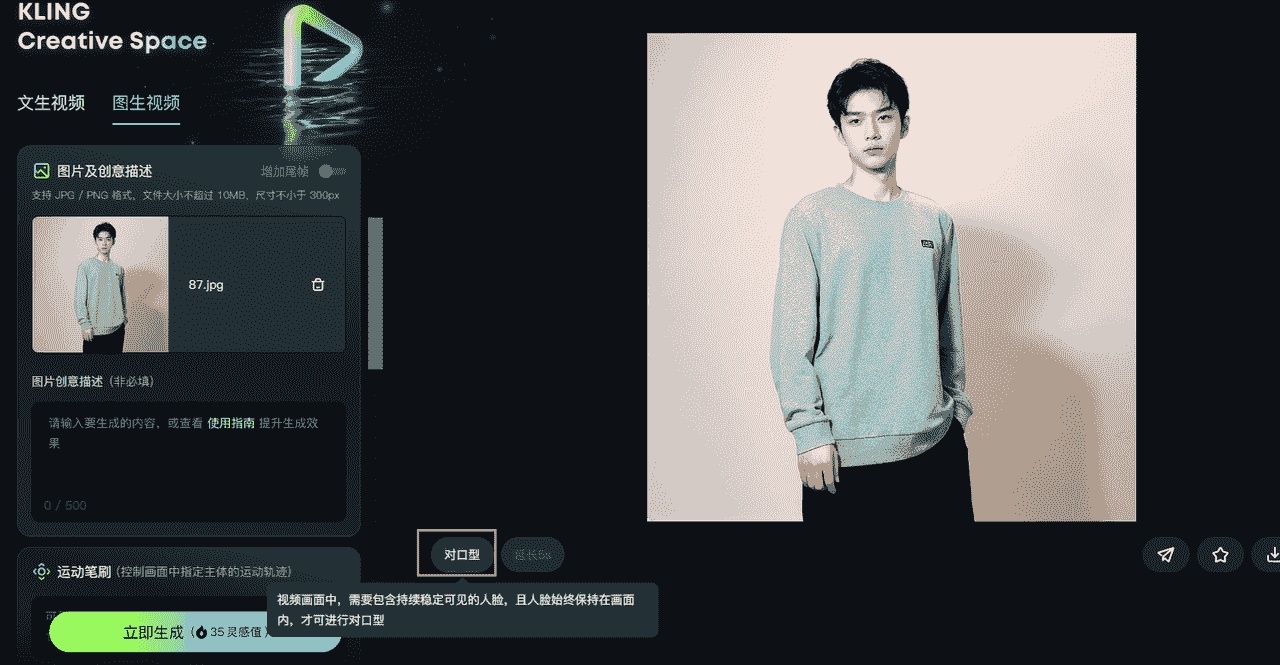 KLING
Creative Space
文生视频 图生视频
图片及创意描述 增加尾帧
支持 JPG / PNG 格式，文件大小不超过 10MB，尺寸不小于 300px
87.jpg
图片创意描述（非必填）
请输入要生成的内容，或查看 使用指南 提升生成效
果
0 / 500
对口型 延长5s
运动笔刷（控制画面中指定主体的运动轨迹）
视频画面中，需要包含持续稳定可见的人脸，且人脸始终保持在画面
内，才可进行对口型
立即生成（35 灵感值）